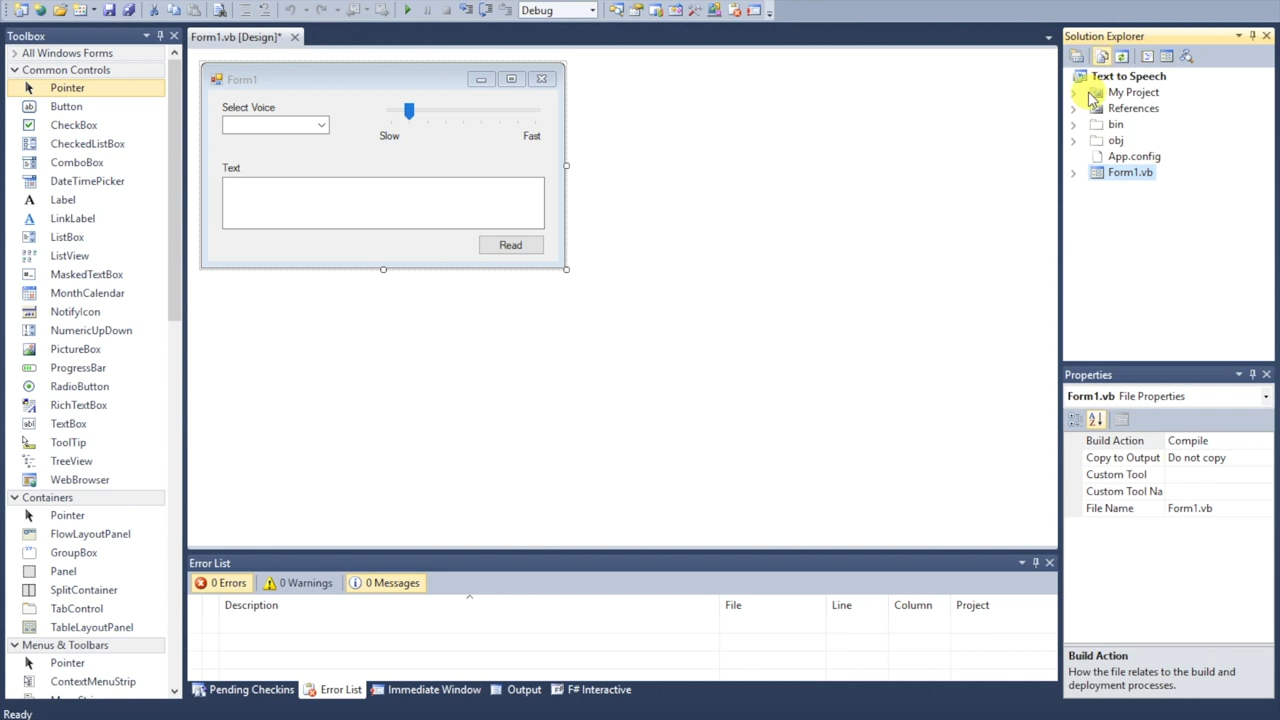 Debug
Toolbox
All Windows Forms
Common Controls
Pointer
Button
CheckBox
CheckedListBox
ComboBox
DateTimePicker
Label
LinkLabel
ListBox
ListView
MaskedTextBox
MonthCalendar
NotifyIcon
NumericUpDown
PictureBox
ProgressBar
RadioButton
RichTextBox
TextBox
ToolTip
TreeView
WebBrowser
Containers
Pointer
FlowLayoutPanel
GroupBox
Panel
SplitContainer
TabControl
TableLayoutPanel
Menus & Toolbars
Pointer
ContextMenuStrip
Form1.vb [Design]*
Form1
Select Voice
Slow
Fast
Text
Read
Error List
0 Errors
0 Warnings
0 Messages
Description
File
Line
Column
Project
Pending Checkins
Error List
Immediate Window
Output
F# Interactive
Solution Explorer
Text to Speech
My Project
References
bin
obj
App.config
Form1.vb
Properties
Form1.vb File Properties
Build Action Compile
Copy to Output Do not copy
Custom Tool
Custom Tool Na
File Name Form1.vb
Build Action
How the file relates to the build and
deployment processes.
Ready